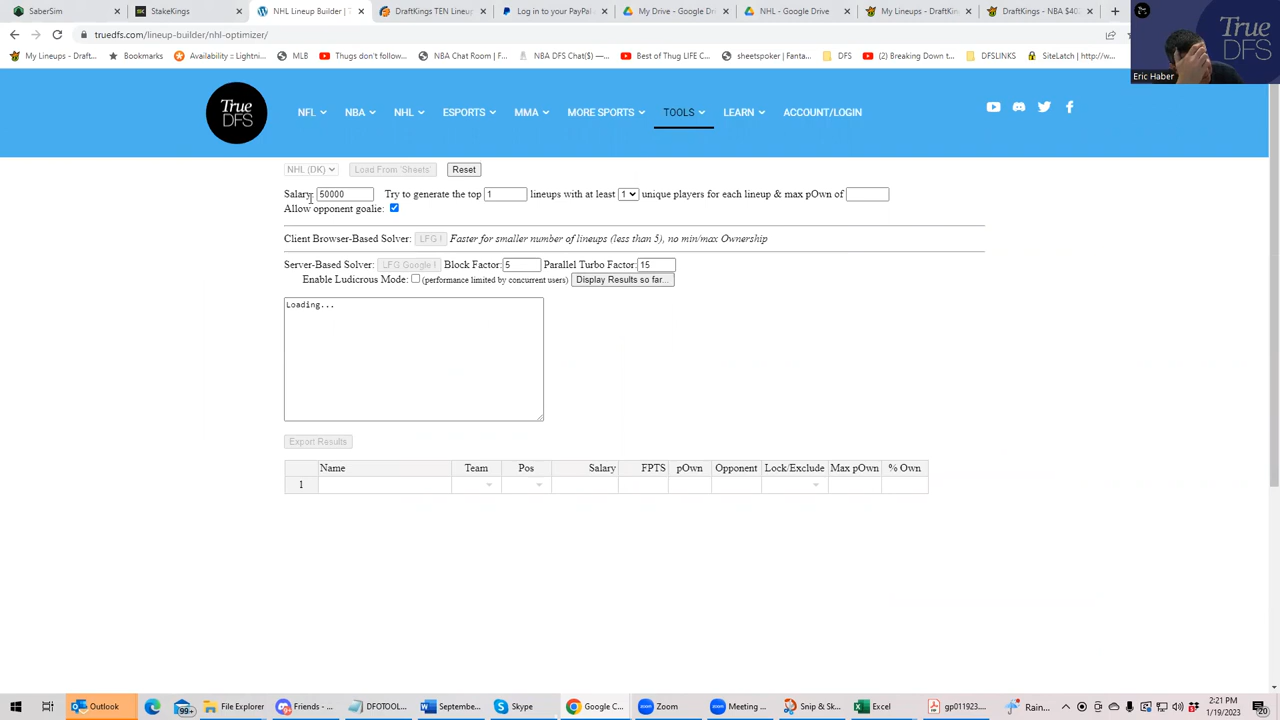 SaberSim
StakeKings
NHL Lineup Builder | T
DraftKings TEN Lineu
Log in to your PayPa
My Drive - Google Dr
NHL - Google Drive
My Lineups - DraftKin
DraftKings - NBA $40
truedfs.com/lineup-builder/nhl-optimizer/
My Lineups - Draft...
Bookmarks
Availability :: Lightni...
MLB
Thugs don't follow...
NBA Chat Room | F...
NBA DFS Chat($)—...
Best of Thug LIFE C...
sheetspoker | Fanta...
DFS
(2) Breaking Down t...
DFSLINKS
SiteLatch | http://w...
Eric Haber
True
DFS
True
DFS
NFL
NBA
NHL
ESPORTS
MMA
MORE SPORTS
TOOLS
LEARN
ACCOUNT/LOGIN
NHL (DK)
Load From 'Sheets'
Reset
Salary: 50000 Try to generate the top 1 lineups with at least 1 unique players for each lineup & max pOwn of
Allow opponent goalie:
Client Browser-Based Solver: LFG ! Faster for smaller number of lineups (less than 5), no min/max Ownership
Server-Based Solver: LFG Google ! Block Factor: 5 Parallel Turbo Factor: 15
Enable Ludicrous Mode: (performance limited by concurrent users) Display Results so far...
Loading...
Export Results
Name Team Pos Salary FPTS pOwn Opponent Lock/Exclude Max pOwn % Own
1
Outlook
99+
File Explorer
Friends - ...
DFOTOOL...
Septembe...
Skype
Google C...
Zoom
Meeting ...
Snip & Sk...
Excel
gp011923...
Rain...
2:21 PM
1/19/2023
20